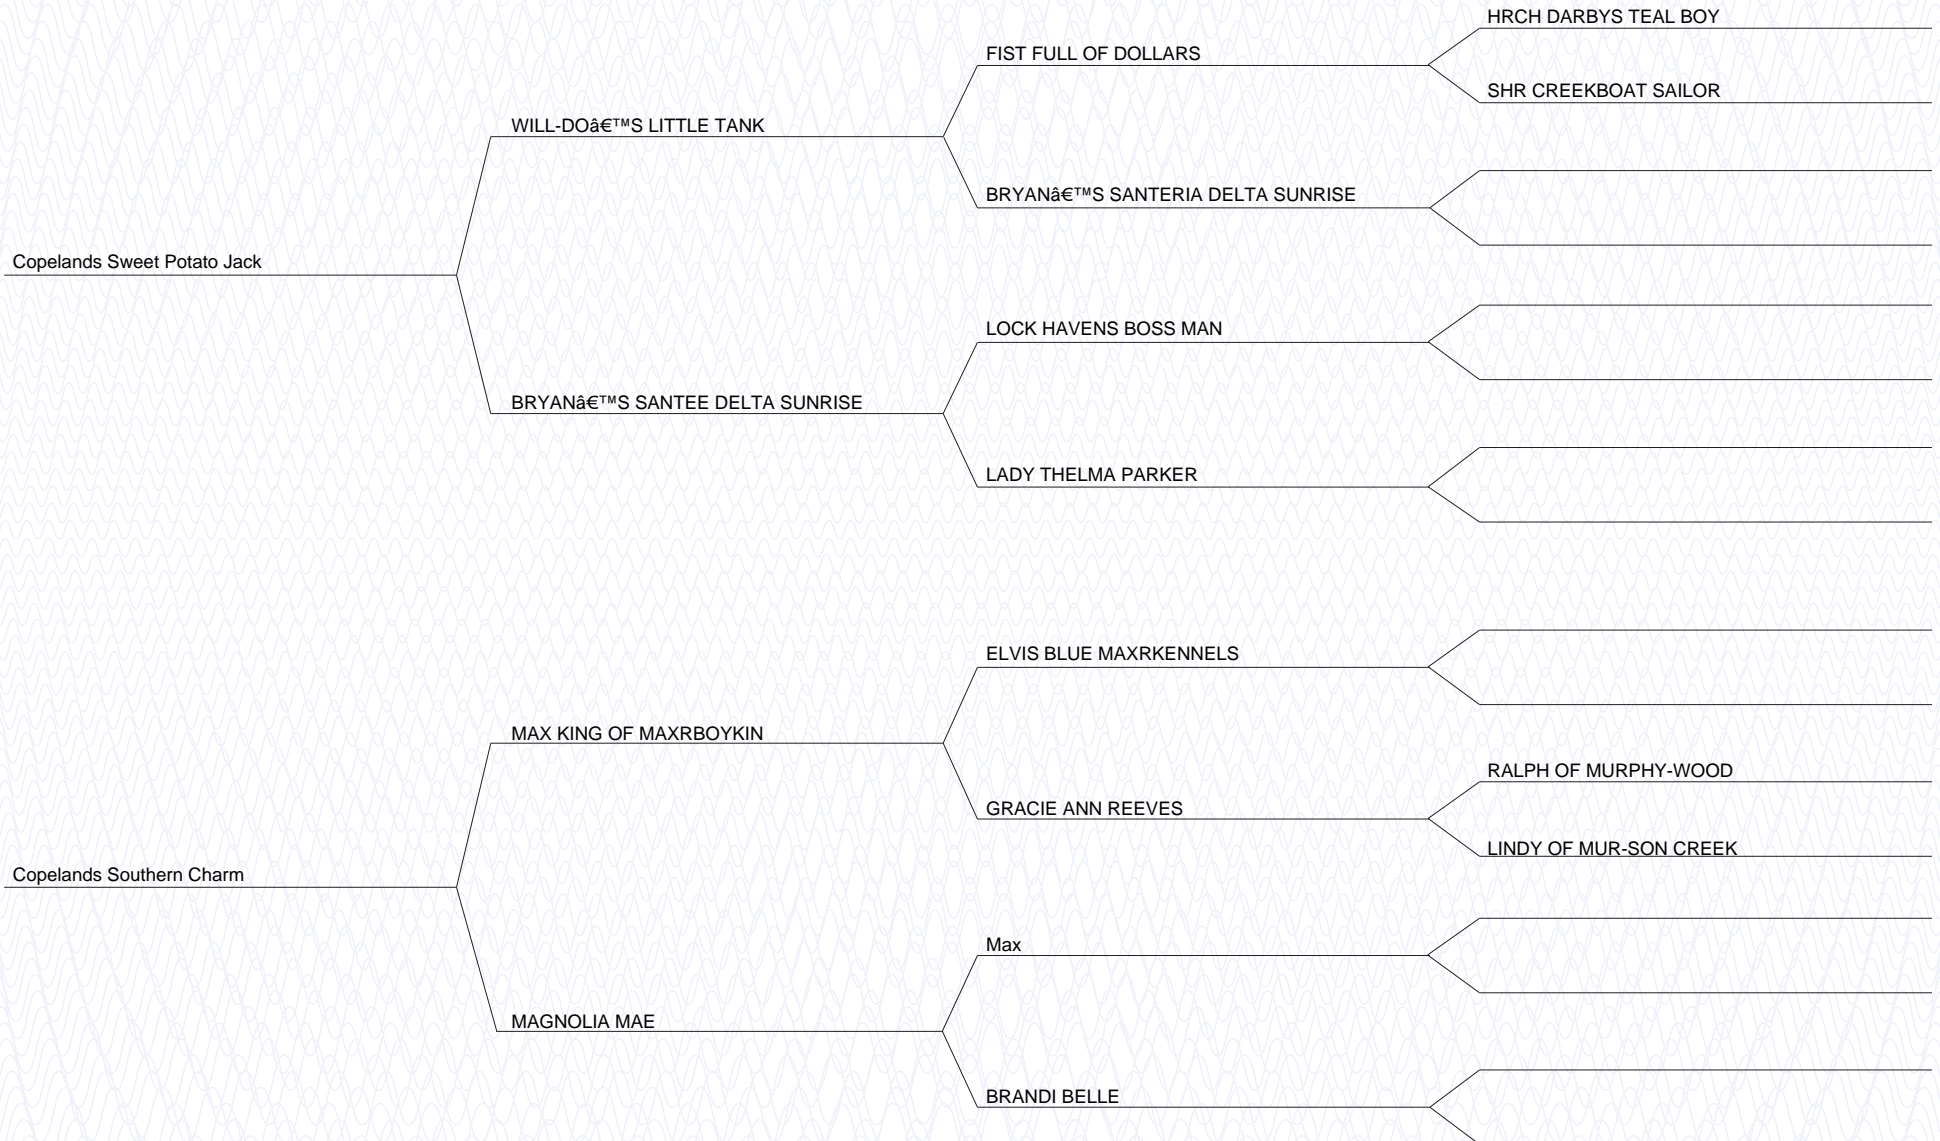 HRCH DARBYS TEAL BOY
FIST FULL OF DOLLARS
SHR CREEKBOAT SAILOR
WILL-DOâ€™S LITTLE TANK
BRYANâ€™S SANTERIA DELTA SUNRISE
Copelands Sweet Potato Jack
LOCK HAVENS BOSS MAN
BRYANâ€™S SANTEE DELTA SUNRISE
LADY THELMA PARKER
ELVIS BLUE MAXRKENNELS
MAX KING OF MAXRBOYKIN
RALPH OF MURPHY-WOOD
GRACIE ANN REEVES
LINDY OF MUR-SON CREEK
Copelands Southern Charm
Max
MAGNOLIA MAE
BRANDI BELLE